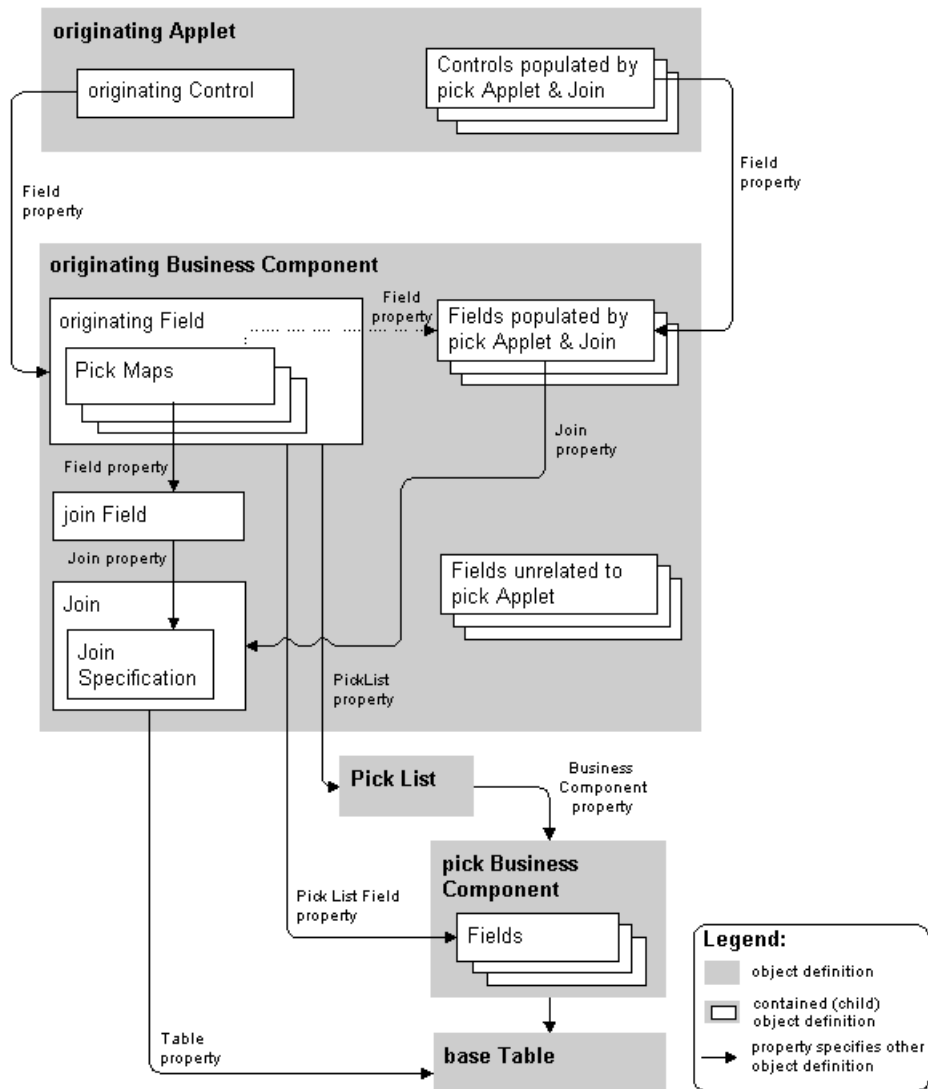 originating Applet
originating Control
Controls populated by
pick Applet & Join
Field
property
Field
property
originating Business Component
originating Field
Field
property
Fields populated by
pick Applet & Join
Pick Maps
Join
property
Field property
join Field
Join property
Fields unrelated to
pick Applet
Join
Join
Specification
PickList
property
Pick List
Business
Component
property
pick Business
Component
Pick List Field
property
Fields
Legend:
object definition
contained (child)
object definition
property specifies other
object definition
Table
property
base Table